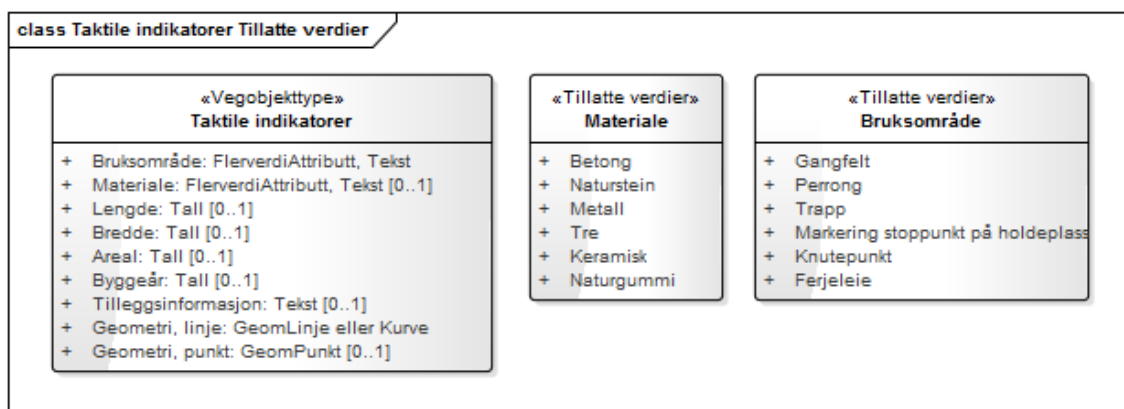 class Taktile indikatorer Tillatte verdier
«Vegobjekttype»
Taktile indikatorer
+ Bruksområde: FlerverdiAttributt, Tekst
+ Materiale: FlerverdiAttributt, Tekst [0..1]
+ Lengde: Tall [0..1]
+ Bredde: Tall [0..1]
+ Areal: Tall [0..1]
+ Byggeår: Tall [0..1]
+ Tilleggsinformasjon: Tekst [0..1]
+ Geometri, linje: GeomLinje eller Kurve
+ Geometri, punkt: GeomPunkt [0..1]
«Tillatte verdier»
Materiale
+ Betong
+ Naturstein
+ Metall
+ Tre
+ Keramisk
+ Naturgummi
«Tillatte verdier»
Bruksområde
+ Gangfelt
+ Perrong
+ Trapp
+ Markering stoppunkt på holdeplass
+ Knutepunkt
+ Ferjeleie